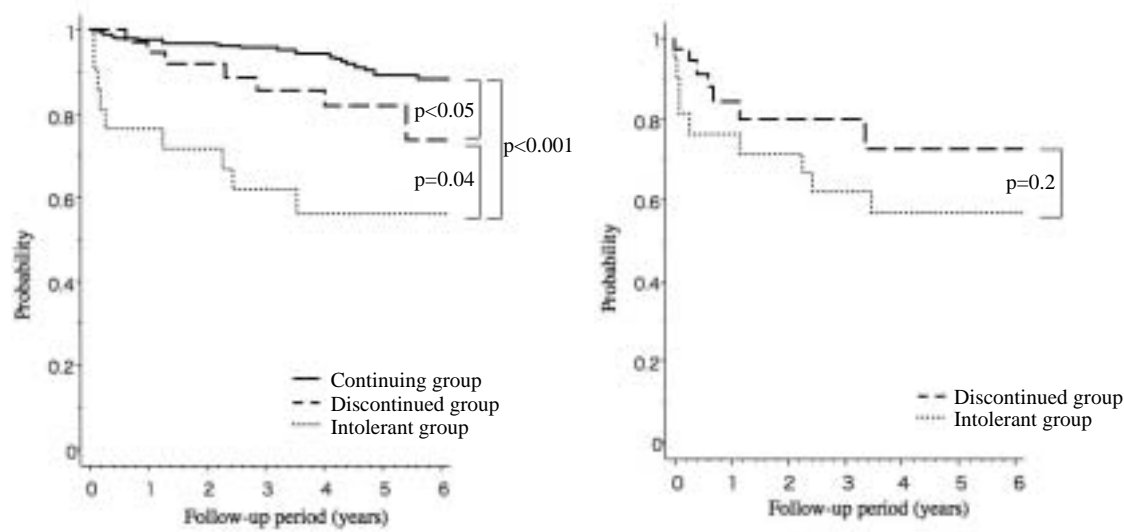 1
0.8
0.6
0.4
0.2
0
Probability
p<0.05
p<0.001
p=0.04
Continuing group
Discontinued group
Intolerant group
0 1 2 3 4 5 6
Follow-up period (years)
1
0.8
0.6
0.4
0.2
0
Probability
p=0.2
Discontinued group
Intolerant group
0 1 2 3 4 5 6
Follow-up period (years)